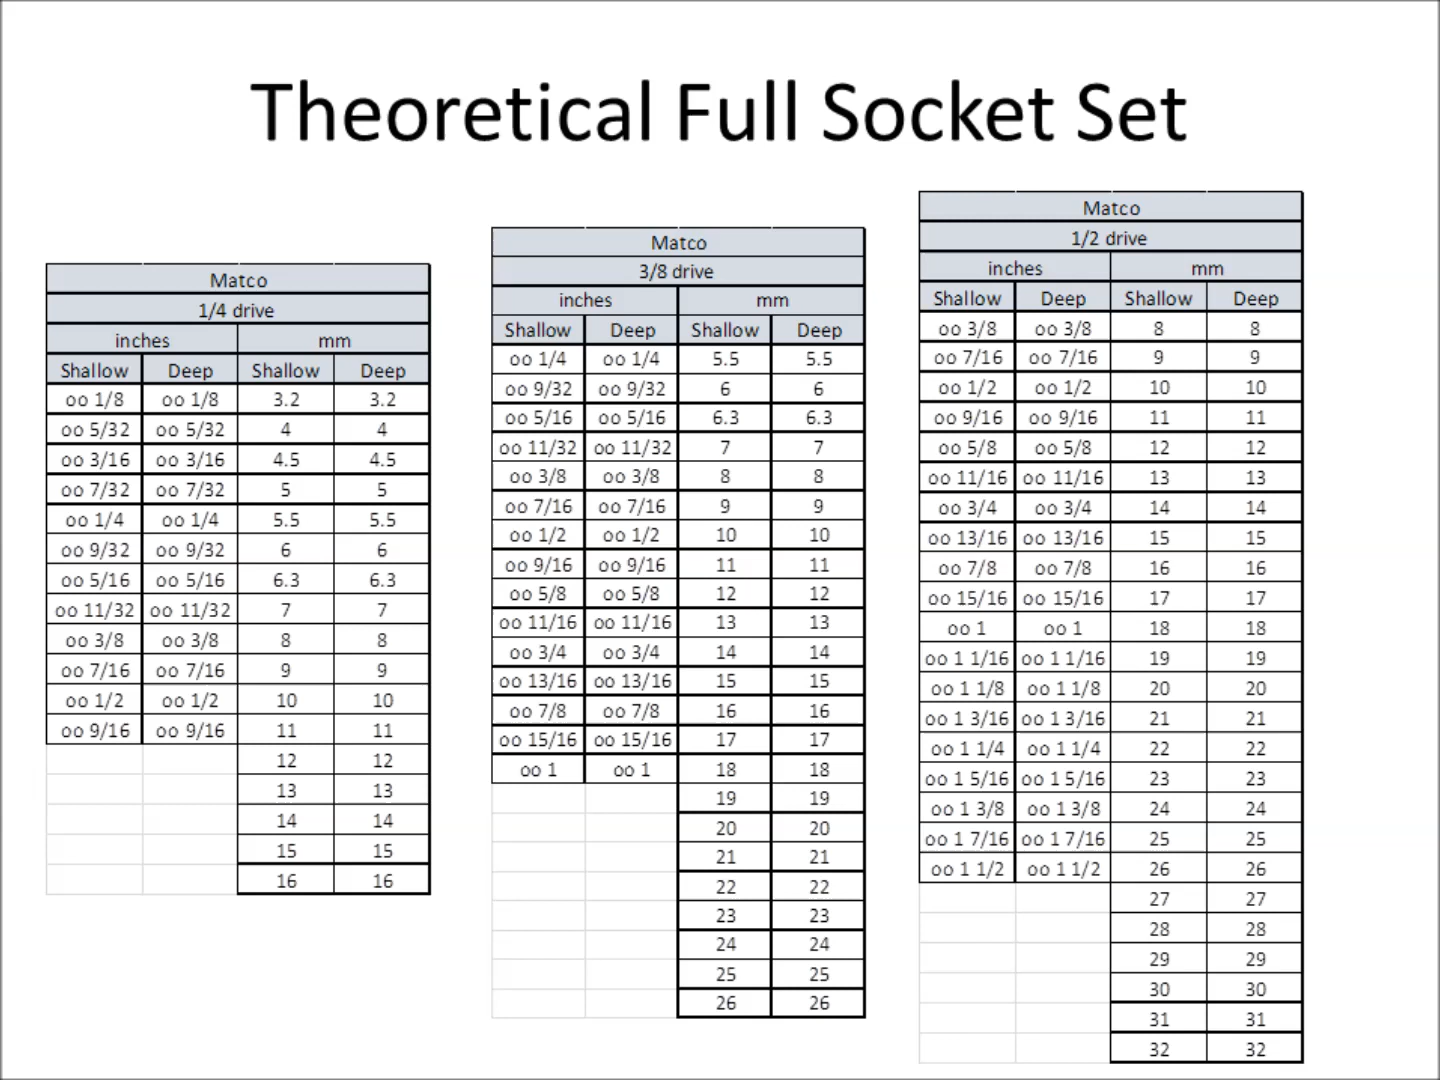 Theoretical Full Socket Set
Matco
1/4 drive
inches mm
Shallow Deep Shallow Deep
oo 1/8 oo 1/8 3.2 3.2
oo 5/32 oo 5/32 4 4
oo 3/16 oo 3/16 4.5 4.5
oo 7/32 oo 7/32 5 5
oo 1/4 oo 1/4 5.5 5.5
oo 9/32 oo 9/32 6 6
oo 5/16 oo 5/16 6.3 6.3
oo 11/32 oo 11/32 7 7
oo 3/8 oo 3/8 8 8
oo 7/16 oo 7/16 9 9
oo 1/2 oo 1/2 10 10
oo 9/16 oo 9/16 11 11
12 12
13 13
14 14
15 15
16 16
Matco
3/8 drive
inches mm
Shallow Deep Shallow Deep
oo 1/4 oo 1/4 5.5 5.5
oo 9/32 oo 9/32 6 6
oo 5/16 oo 5/16 6.3 6.3
oo 11/32 oo 11/32 7 7
oo 3/8 oo 3/8 8 8
oo 7/16 oo 7/16 9 9
oo 1/2 oo 1/2 10 10
oo 9/16 oo 9/16 11 11
oo 5/8 oo 5/8 12 12
oo 11/16 oo 11/16 13 13
oo 3/4 oo 3/4 14 14
oo 13/16 oo 13/16 15 15
oo 7/8 oo 7/8 16 16
oo 15/16 oo 15/16 17 17
oo 1 oo 1 18 18
19 19
20 20
21 21
22 22
23 23
24 24
25 25
26 26
Matco
1/2 drive
inches mm
Shallow Deep Shallow Deep
oo 3/8 oo 3/8 8 8
oo 7/16 oo 7/16 9 9
oo 1/2 oo 1/2 10 10
oo 9/16 oo 9/16 11 11
oo 5/8 oo 5/8 12 12
oo 11/16 oo 11/16 13 13
oo 3/4 oo 3/4 14 14
oo 13/16 oo 13/16 15 15
oo 7/8 oo 7/8 16 16
oo 15/16 oo 15/16 17 17
oo 1 oo 1 18 18
oo 1 1/16 oo 1 1/16 19 19
oo 1 1/8 oo 1 1/8 20 20
oo 1 3/16 oo 1 3/16 21 21
oo 1 1/4 oo 1 1/4 22 22
oo 1 5/16 oo 1 5/16 23 23
oo 1 3/8 oo 1 3/8 24 24
oo 1 7/16 oo 1 7/16 25 25
oo 1 1/2 oo 1 1/2 26 26
27 27
28 28
29 29
30 30
31 31
32 32